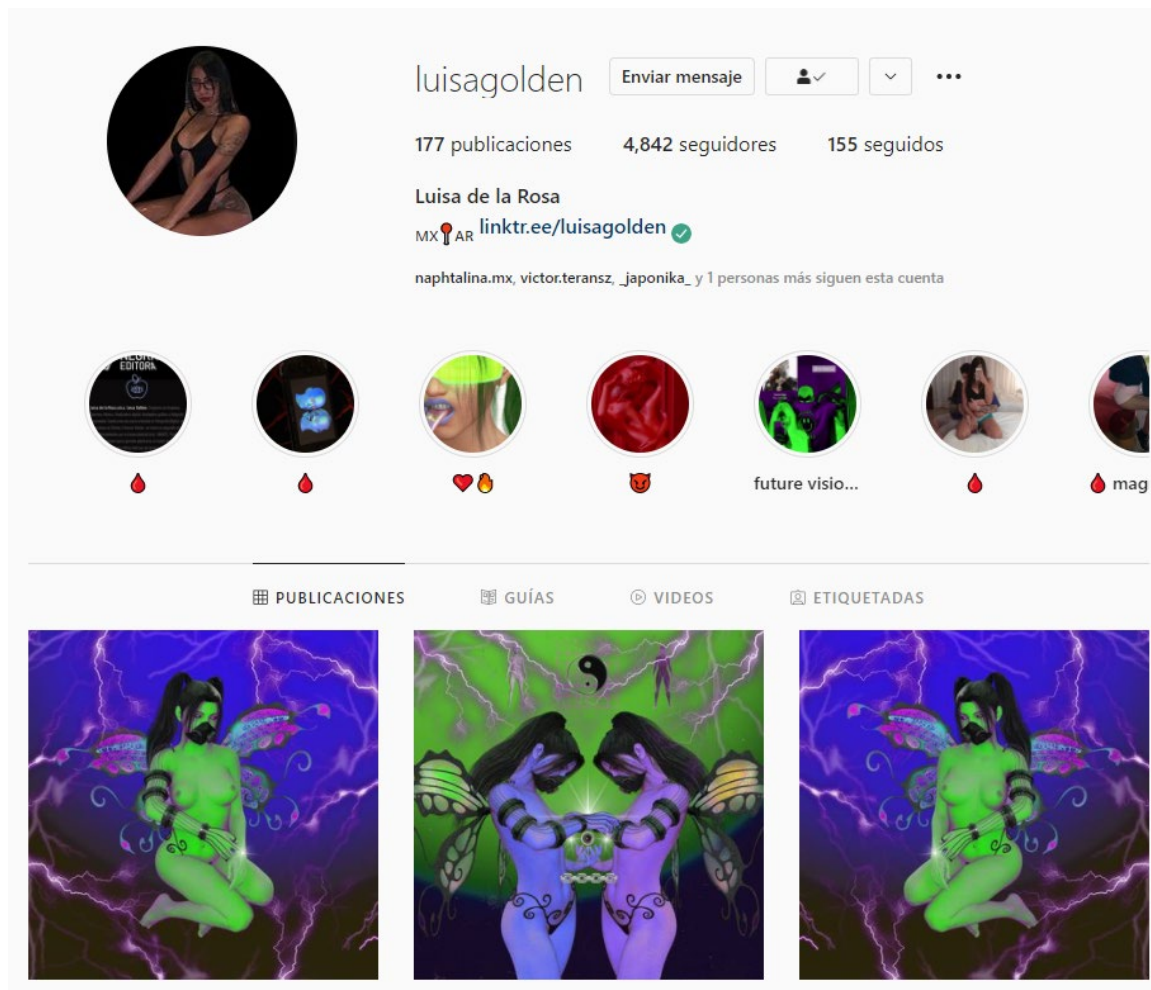 luisagolden Enviar mensaje
177 publicaciones 4,842 seguidores 155 seguidos
Luisa de la Rosa
MX📍AR linktr.ee/luisagolden
naphtalina.mx, victor.teransz, _japonika_ y 1 personas más siguen esta cuenta
EDITORA
future visio...
mag
PUBLICACIONES GUÍAS VIDEOS ETIQUETADAS